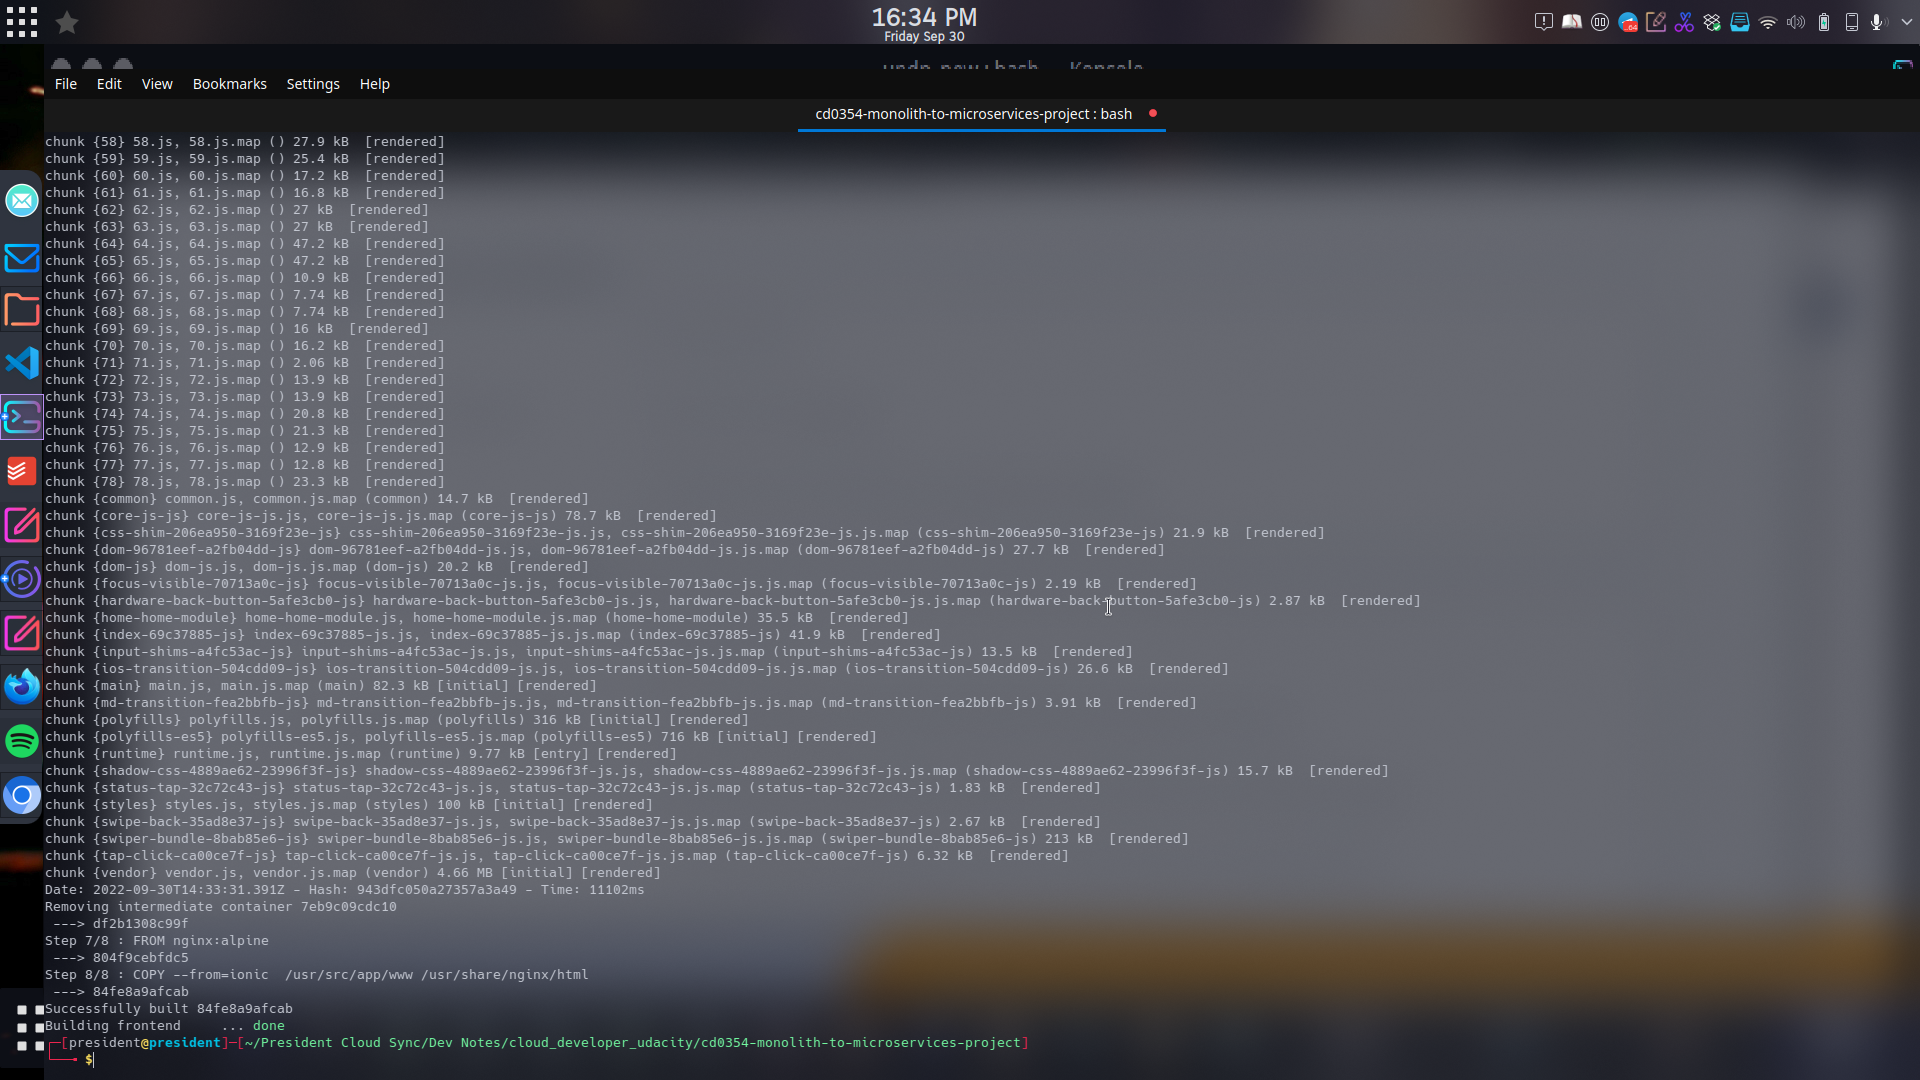 16:34 PM
Friday Sep 30
File Edit View Bookmarks Settings Help
cd0354-monolith-to-microservices-project : bash
chunk {58} 58.js, 58.js.map () 27.9 kB  [rendered]
chunk {59} 59.js, 59.js.map () 25.4 kB  [rendered]
chunk {60} 60.js, 60.js.map () 17.2 kB  [rendered]
chunk {61} 61.js, 61.js.map () 16.8 kB  [rendered]
chunk {62} 62.js, 62.js.map () 27 kB  [rendered]
chunk {63} 63.js, 63.js.map () 27 kB  [rendered]
chunk {64} 64.js, 64.js.map () 47.2 kB  [rendered]
chunk {65} 65.js, 65.js.map () 47.2 kB  [rendered]
chunk {66} 66.js, 66.js.map () 10.9 kB  [rendered]
chunk {67} 67.js, 67.js.map () 7.74 kB  [rendered]
chunk {68} 68.js, 68.js.map () 7.74 kB  [rendered]
chunk {69} 69.js, 69.js.map () 16 kB  [rendered]
chunk {70} 70.js, 70.js.map () 16.2 kB  [rendered]
chunk {71} 71.js, 71.js.map () 2.06 kB  [rendered]
chunk {72} 72.js, 72.js.map () 13.9 kB  [rendered]
chunk {73} 73.js, 73.js.map () 13.9 kB  [rendered]
chunk {74} 74.js, 74.js.map () 20.8 kB  [rendered]
chunk {75} 75.js, 75.js.map () 21.3 kB  [rendered]
chunk {76} 76.js, 76.js.map () 12.9 kB  [rendered]
chunk {77} 77.js, 77.js.map () 12.8 kB  [rendered]
chunk {78} 78.js, 78.js.map () 23.3 kB  [rendered]
chunk {common} common.js, common.js.map (common) 14.7 kB  [rendered]
chunk {core-js-js} core-js-js.js, core-js-js.js.map (core-js-js) 78.7 kB  [rendered]
chunk {css-shim-206ea950-3169f23e-js} css-shim-206ea950-3169f23e-js.js, css-shim-206ea950-3169f23e-js.js.map (css-shim-206ea950-3169f23e-js) 21.9 kB  [rendered]
chunk {dom-96781eef-a2fb04dd-js} dom-96781eef-a2fb04dd-js.js, dom-96781eef-a2fb04dd-js.js.map (dom-96781eef-a2fb04dd-js) 27.7 kB  [rendered]
chunk {dom-js} dom-js.js, dom-js.js.map (dom-js) 20.2 kB  [rendered]
chunk {focus-visible-70713a0c-js} focus-visible-70713a0c-js.js, focus-visible-70713a0c-js.js.map (focus-visible-70713a0c-js) 2.19 kB  [rendered]
chunk {hardware-back-button-5afe3cb0-js} hardware-back-button-5afe3cb0-js.js, hardware-back-button-5afe3cb0-js.js.map (hardware-back-button-5afe3cb0-js) 2.87 kB  [rendered]
chunk {home-home-module} home-home-module.js, home-home-module.js.map (home-home-module) 35.5 kB  [rendered]
chunk {index-69c37885-js} index-69c37885-js.js, index-69c37885-js.js.map (index-69c37885-js) 41.9 kB  [rendered]
chunk {input-shims-a4fc53ac-js} input-shims-a4fc53ac-js.js, input-shims-a4fc53ac-js.js.map (input-shims-a4fc53ac-js) 13.5 kB  [rendered]
chunk {ios-transition-504cdd09-js} ios-transition-504cdd09-js.js, ios-transition-504cdd09-js.js.map (ios-transition-504cdd09-js) 26.6 kB  [rendered]
chunk {main} main.js, main.js.map (main) 82.3 kB [initial] [rendered]
chunk {md-transition-fea2bbfb-js} md-transition-fea2bbfb-js.js, md-transition-fea2bbfb-js.js.map (md-transition-fea2bbfb-js) 3.91 kB  [rendered]
chunk {polyfills} polyfills.js, polyfills.js.map (polyfills) 316 kB [initial] [rendered]
chunk {polyfills-es5} polyfills-es5.js, polyfills-es5.js.map (polyfills-es5) 716 kB [initial] [rendered]
chunk {runtime} runtime.js, runtime.js.map (runtime) 9.77 kB [entry] [rendered]
chunk {shadow-css-4889ae62-23996f3f-js} shadow-css-4889ae62-23996f3f-js.js, shadow-css-4889ae62-23996f3f-js.js.map (shadow-css-4889ae62-23996f3f-js) 15.7 kB  [rendered]
chunk {status-tap-32c72c43-js} status-tap-32c72c43-js.js, status-tap-32c72c43-js.js.map (status-tap-32c72c43-js) 1.83 kB  [rendered]
chunk {styles} styles.js, styles.js.map (styles) 100 kB [initial] [rendered]
chunk {swipe-back-35ad8e37-js} swipe-back-35ad8e37-js.js, swipe-back-35ad8e37-js.js.map (swipe-back-35ad8e37-js) 2.67 kB  [rendered]
chunk {swiper-bundle-8bab85e6-js} swiper-bundle-8bab85e6-js.js, swiper-bundle-8bab85e6-js.js.map (swiper-bundle-8bab85e6-js) 213 kB  [rendered]
chunk {tap-click-ca00ce7f-js} tap-click-ca00ce7f-js.js, tap-click-ca00ce7f-js.js.map (tap-click-ca00ce7f-js) 6.32 kB  [rendered]
chunk {vendor} vendor.js, vendor.js.map (vendor) 4.66 MB [initial] [rendered]
Date: 2022-09-30T14:33:31.391Z - Hash: 943dfc050a27357a3a49 - Time: 11102ms
Removing intermediate container 7eb9c09cdc10
 ---> df2b1308c99f
Step 7/8 : FROM nginx:alpine
 ---> 804f9cebfdc5
Step 8/8 : COPY --from=ionic  /usr/src/app/www /usr/share/nginx/html
 ---> 84fe8a9afcab
Successfully built 84fe8a9afcab
Building frontend     ... done
[president@president]-[~/President Cloud Sync/Dev Notes/cloud_developer_udacity/cd0354-monolith-to-microservices-project]
$